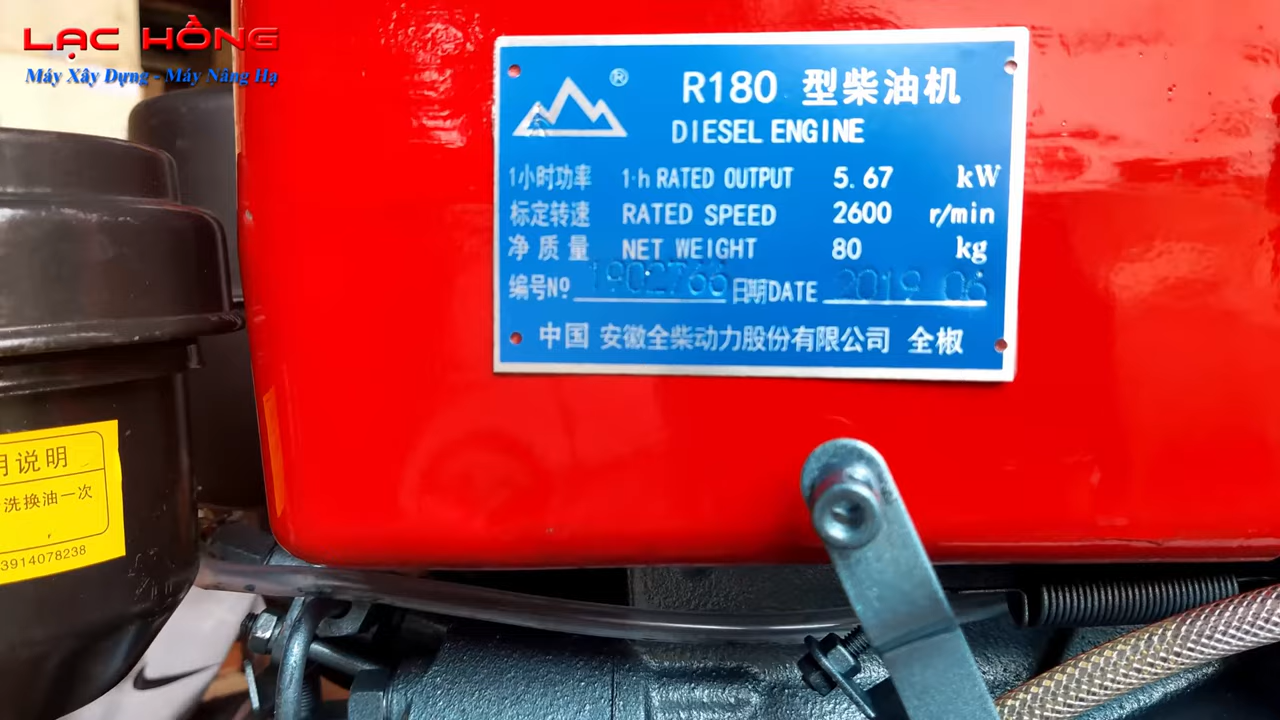 LẠC HỒNG
Máy Xây Dựng - Máy Nâng Hạ
®
R180 型柴油机
DIESEL ENGINE
1小时功率 1·h RATED OUTPUT 5.67 kW
标定转速 RATED SPEED 2600 r/min
净质量 NET WEIGHT 80 kg
编号№ 1902766 日期DATE 2019 06
中国 安徽全柴动力股份有限公司 全椒
月说明
洗换油一次
3914078238